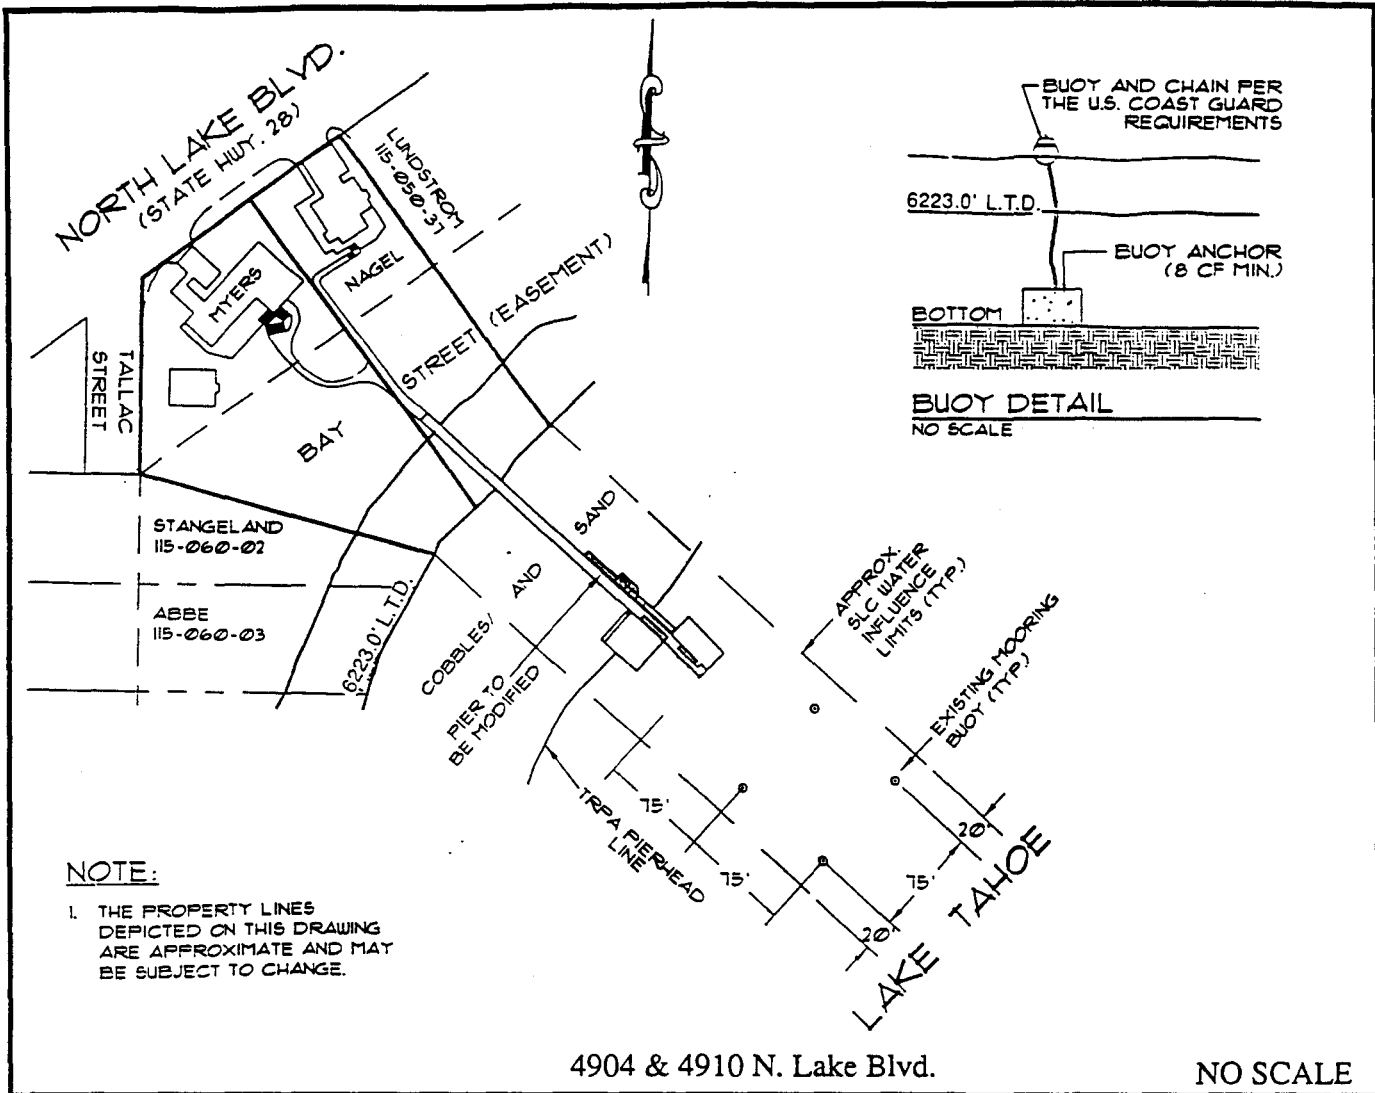 NORTH LAKE BLVD.
(STATE HWY. 28)
LUNDSTROM
115-050-37
NAGEL
MYERS
TALLAC
STREET
STREET (EASEMENT)
BAY
STANGELAND
115-060-02
ABBE
115-060-03
6223.0' L.T.D.
COBBLES/ AND
SAND
PIER TO
BE MODIFIED
TRPA PIERHEAD
LINE
APPROX.
SLC WATER
INFLUENCE
LIMITS (TYP.)
EXISTING MOORING
BUOY (TYP.)
75'
75'
75'
20'
20'
LAKE TAHOE
BUOY AND CHAIN PER
THE U.S. COAST GUARD
REQUIREMENTS
6223.0' L.T.D.
BUOY ANCHOR
(8 CF MIN.)
BOTTOM
BUOY DETAIL
NO SCALE
NOTE:
1. THE PROPERTY LINES
DEPICTED ON THIS DRAWING
ARE APPROXIMATE AND MAY
BE SUBJECT TO CHANGE.
4904 & 4910 N. Lake Blvd.
NO SCALE